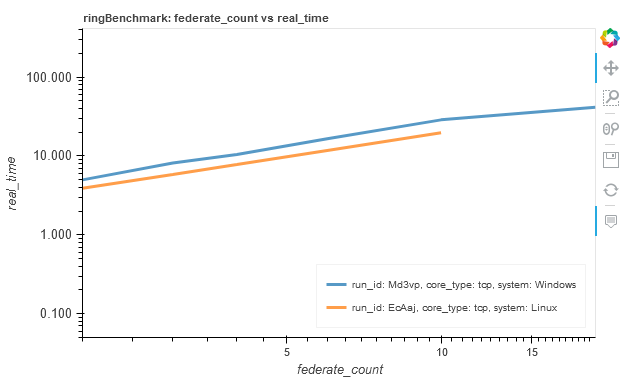 ringBenchmark: federate_count vs real_time
100.000
10.000
1.000
0.100
real_time
5
10
15
federate_count
run_id: Md3vp, core_type: tcp, system: Windows
run_id: EcAaj, core_type: tcp, system: Linux